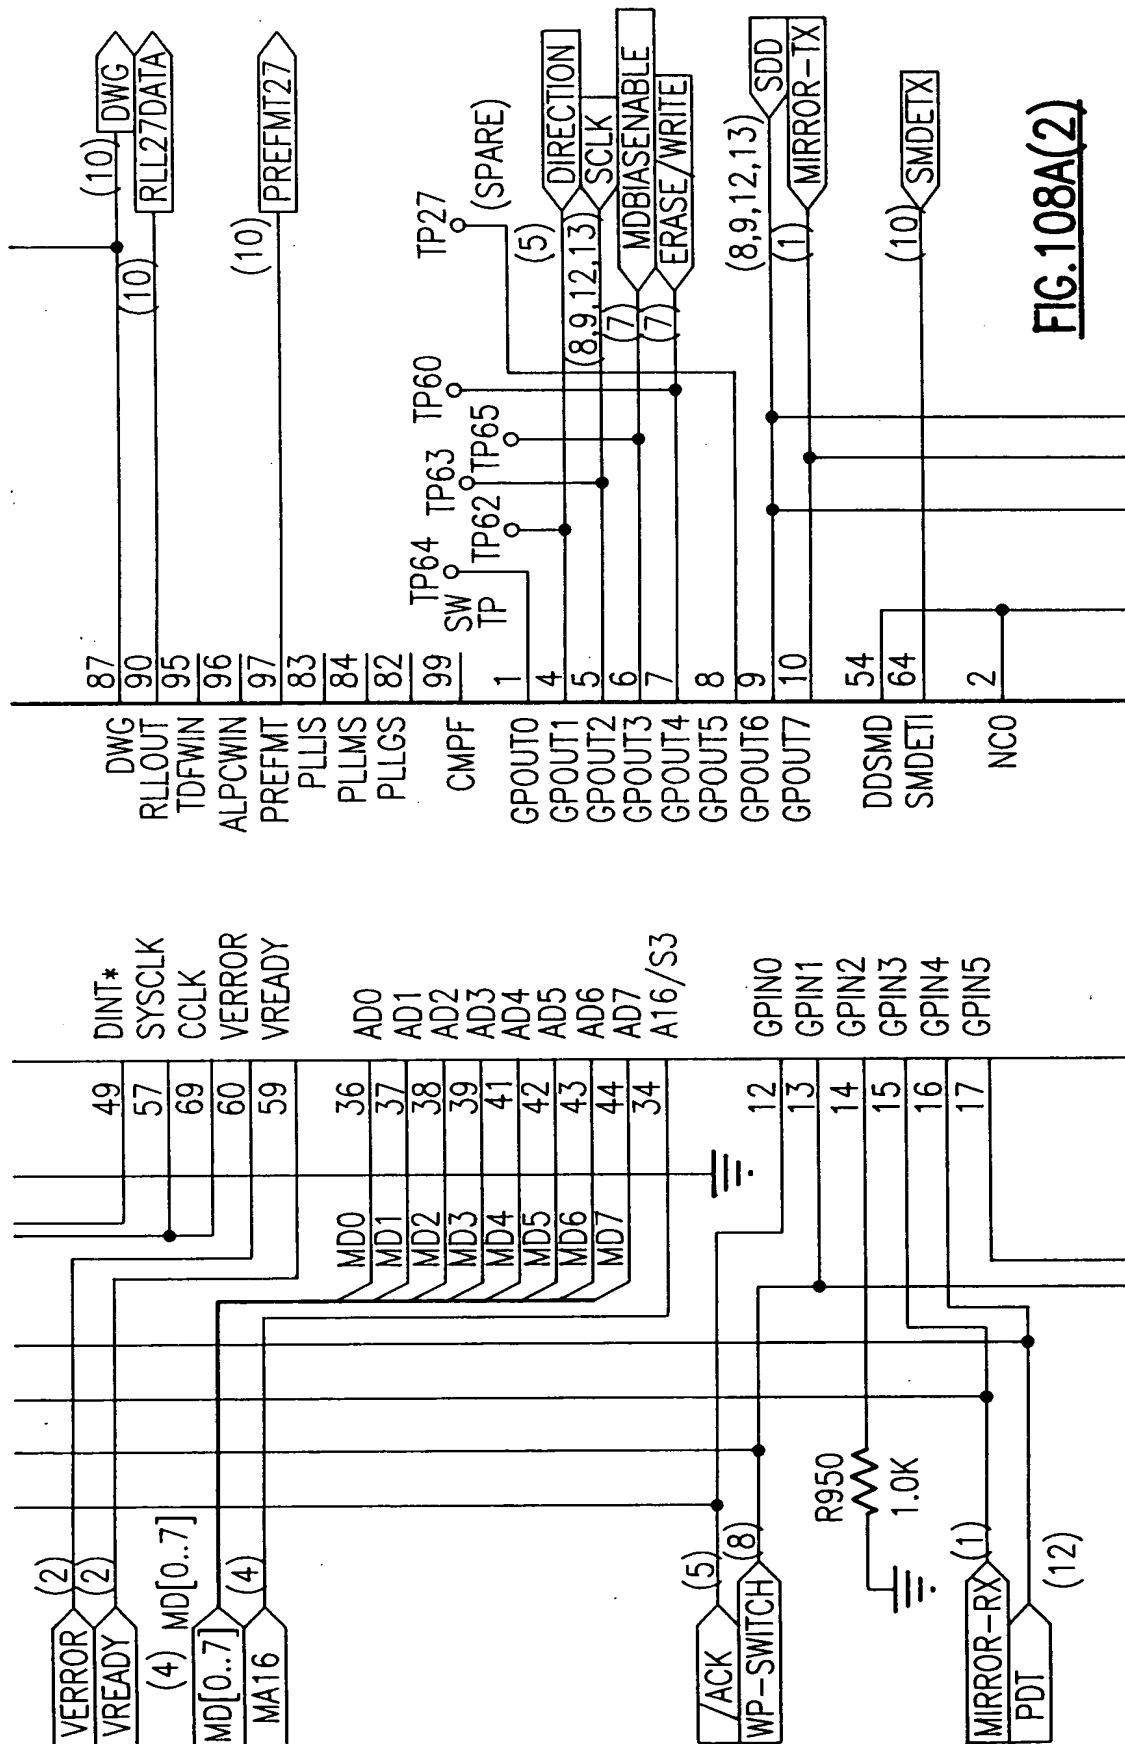 DWG
(10)
RLL27DATA
(10)
PREFMT27
(10)
87
DWG
90
RLLOUT
95
TDFWIN
96
ALPCWIN
97
PREFMT
83
PLLIS
84
PLLMS
82
PLLGS
99
CMPF
TP64
SW
TP
TP62
TP63
TP65
TP60
TP27
(SPARE)
1
GPOUT0
4
GPOUT1
5
GPOUT2
6
GPOUT3
7
GPOUT4
8
GPOUT5
9
GPOUT6
10
GPOUT7
(5)
DIRECTION
(8,9,12,13)
SCLK
(7)
MDBIASENABLE
(7)
ERASE/WRITE
(8,9,12,13)
SDD
(1)
MIRROR-TX
54
DDSMD
64
SMDETI
(10)
SMDETX
2
NC0
FIG.108A(2)
DINT*
49
SYSCLK
57
CCLK
69
VERROR
60
VREADY
59
AD0
36
MD0
AD1
37
MD1
AD2
38
MD2
AD3
39
MD3
AD4
41
MD4
AD5
42
MD5
AD6
43
MD6
AD7
44
MD7
A16/S3
34
GPIN0
12
GPIN1
13
GPIN2
14
GPIN3
15
GPIN4
16
GPIN5
17
VERROR
(2)
VREADY
(2)
(4)
MD[0..7]
MD[0..7]
MA16
(4)
/ACK
(5)
WP-SWITCH
(8)
R950
1.0K
MIRROR-RX
(1)
PDT
(12)